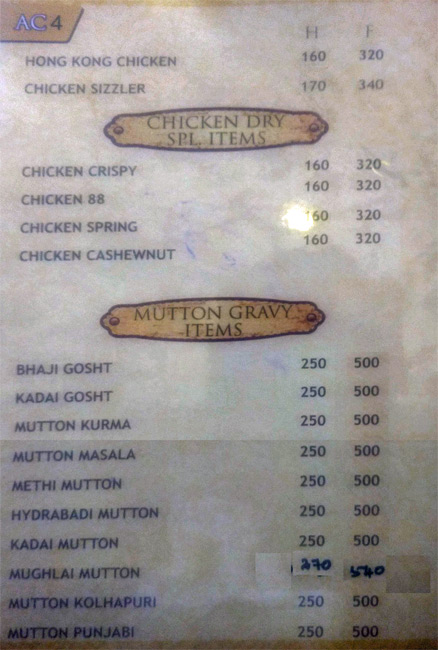 AC 4
H F
HONG KONG CHICKEN 160 320
CHICKEN SIZZLER 170 340
CHICKEN DRY
SPL. ITEMS
CHICKEN CRISPY 160 320
CHICKEN 88 160 320
CHICKEN SPRING 160 320
CHICKEN CASHEWNUT 160 320
MUTTON GRAVY
ITEMS
BHAJI GOSHT 250 500
KADAI GOSHT 250 500
MUTTON KURMA 250 500
MUTTON MASALA 250 500
METHI MUTTON 250 500
HYDRABADI MUTTON 250 500
KADAI MUTTON 250 500
MUGHLAI MUTTON 270 540
MUTTON KOLHAPURI 250 500
MUTTON PUNJABI 250 500